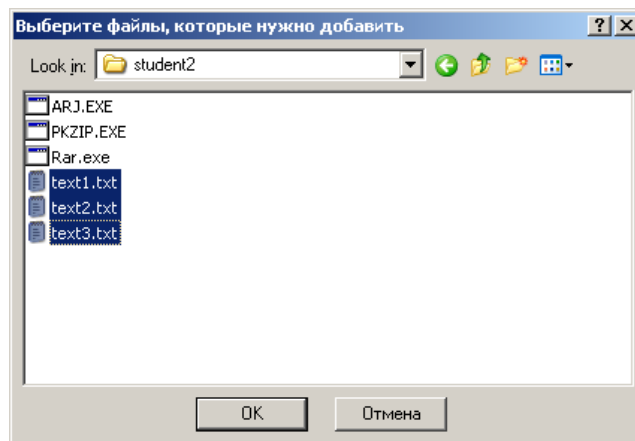 Выберите файлы, которые нужно добавить
Look in: student2
ARJ.EXE
PKZIP.EXE
Rar.exe
text1.txt
text2.txt
text3.txt
OK Отмена